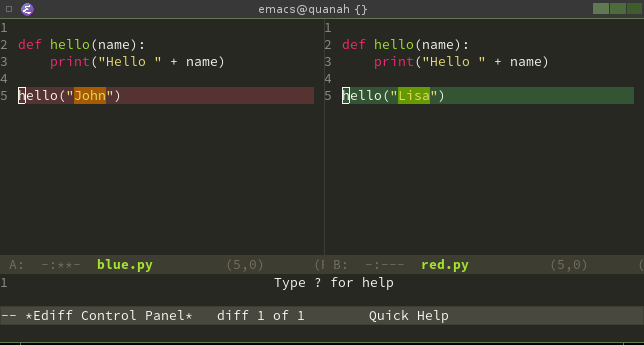 emacs@quanah {}
1
2 def hello(name):
3     print("Hello " + name)
4
5 hello("John")
1
2 def hello(name):
3     print("Hello " + name)
4
5 hello("Lisa")
A:  -:**-  blue.py         (5,0)
B:  -:---  red.py          (5,0)
1 Type ? for help
-- *Ediff Control Panel*   diff 1 of 1        Quick Help